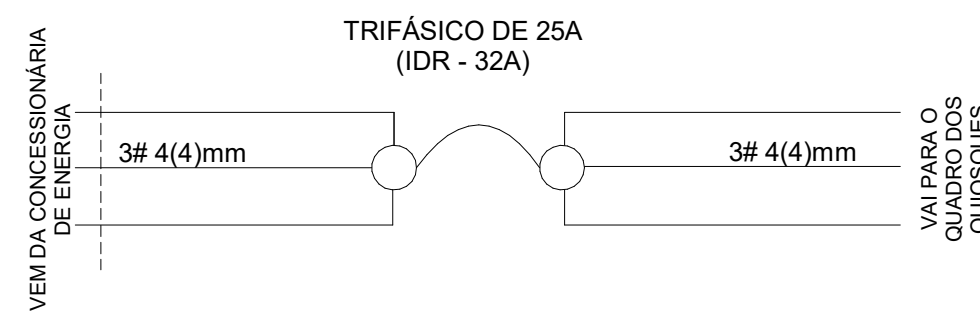 TRIFÁSICO DE 25A
(IDR - 32A)
VEM DA CONCESSIONÁRIA
DE ENERGIA
3# 4(4)mm
3# 4(4)mm
VAI PARA O
QUADRO DOS
QUIOSQUES